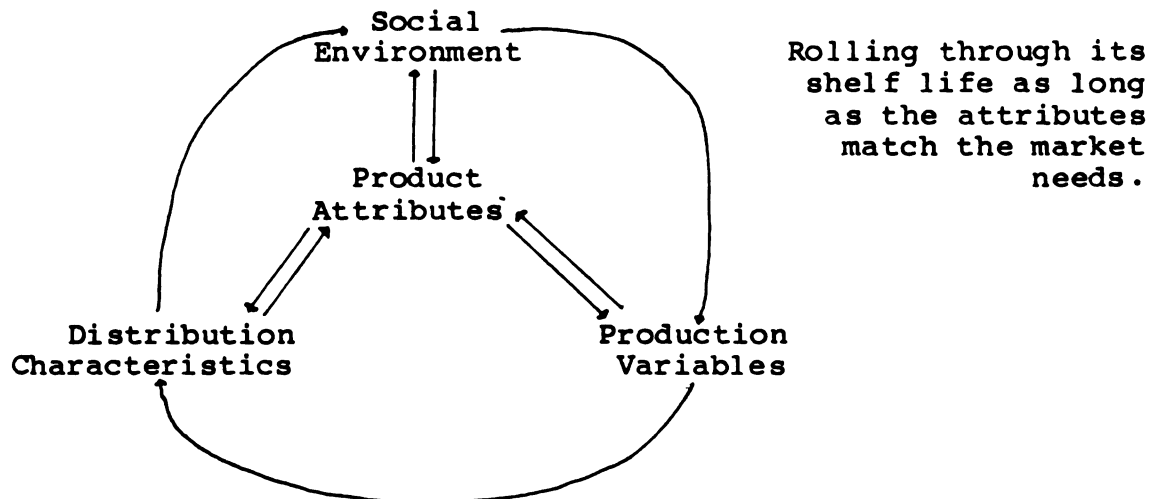 Social
Environment
Rolling through its
shelf life as long
as the attributes
match the market
needs.
Product
Attributes
Distribution
Characteristics
Production
Variables